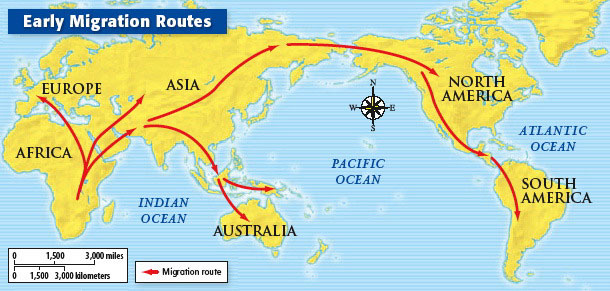 Early Migration Routes
EUROPE
ASIA
AFRICA
NORTH
AMERICA
N
W
E
S
ATLANTIC
OCEAN
PACIFIC
OCEAN
INDIAN
OCEAN
SOUTH
AMERICA
AUSTRALIA
0 1,500 3,000 miles
0 1,500 3,000 kilometers
Migration route